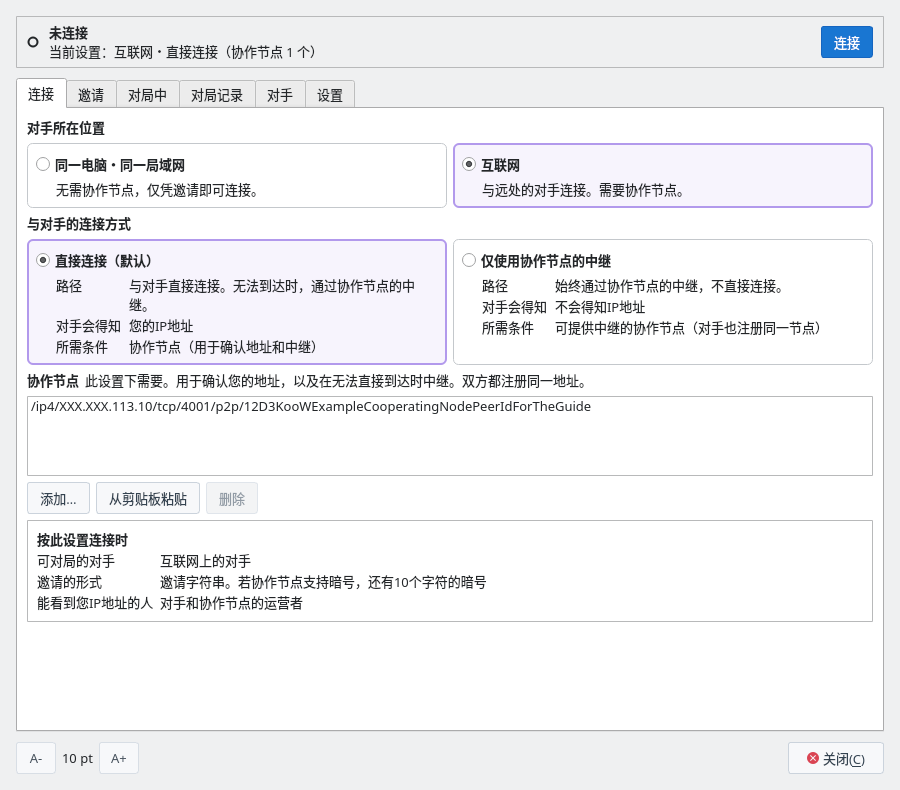 未连接
当前设置：互联网・直接连接（协作节点 1 个）
连接
连接
邀请
对局中
对局记录
对手
设置
对手所在位置
同一电脑・同一局域网
无需协作节点，仅凭邀请即可连接。
互联网
与远处的对手连接。需要协作节点。
与对手的连接方式
直接连接（默认）
路径 与对手直接连接。无法到达时，通过协作节点的中
继。
对手会得知 您的IP地址
所需条件 协作节点（用于确认地址和中继）
仅使用协作节点的中继
路径 始终通过协作节点的中继，不直接连接。
对手会得知 不会得知IP地址
所需条件 可提供中继的协作节点（对手也注册同一节点）
协作节点 此设置下需要。用于确认您的地址，以及在无法直接到达时中继。双方都注册同一地址。
/ip4/XXX.XXX.113.10/tcp/4001/p2p/12D3KooWExampleCooperatingNodePeerIdForTheGuide
添加...
从剪贴板粘贴
删除
按此设置连接时
可对局的对手 互联网上的对手
邀请的形式 邀请字符串。若协作节点支持暗号，还有10个字符的暗号
能看到您IP地址的人 对手和协作节点的运营者
A-
10 pt
A+
关闭(C)